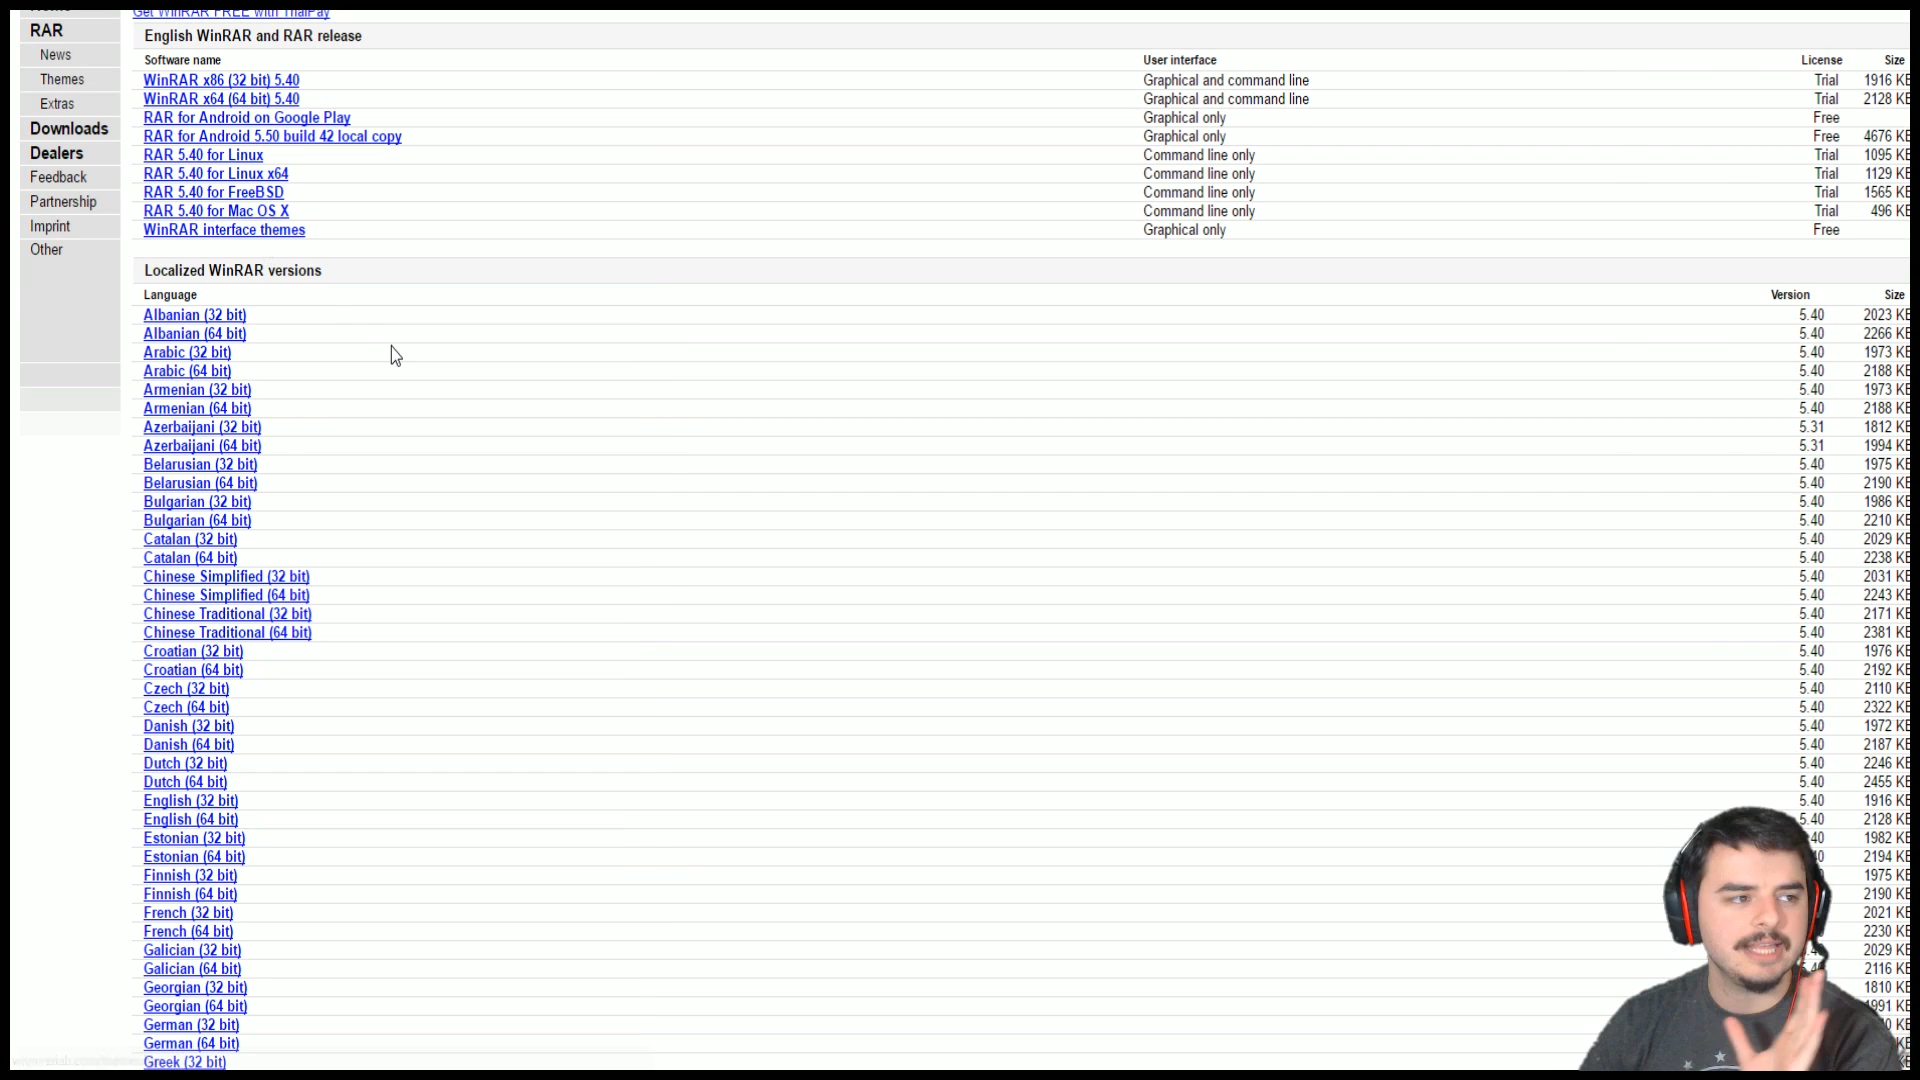 Get WinRAR FREE with TrialPay
RAR
News
Themes
Extras
Downloads
Dealers
Feedback
Partnership
Imprint
Other
English WinRAR and RAR release
Software name User interface License Size
WinRAR x86 (32 bit) 5.40 Graphical and command line Trial 1916 KB
WinRAR x64 (64 bit) 5.40 Graphical and command line Trial 2128 KB
RAR for Android on Google Play Graphical only Free
RAR for Android 5.50 build 42 local copy Graphical only Free 4676 KB
RAR 5.40 for Linux Command line only Trial 1095 KB
RAR 5.40 for Linux x64 Command line only Trial 1129 KB
RAR 5.40 for FreeBSD Command line only Trial 1565 KB
RAR 5.40 for Mac OS X Command line only Trial 496 KB
WinRAR interface themes Graphical only Free
Localized WinRAR versions
Language Version Size
Albanian (32 bit) 5.40 2023 KB
Albanian (64 bit) 5.40 2266 KB
Arabic (32 bit) 5.40 1973 KB
Arabic (64 bit) 5.40 2188 KB
Armenian (32 bit) 5.40 1973 KB
Armenian (64 bit) 5.40 2188 KB
Azerbaijani (32 bit) 5.31 1812 KB
Azerbaijani (64 bit) 5.31 1994 KB
Belarusian (32 bit) 5.40 1975 KB
Belarusian (64 bit) 5.40 2190 KB
Bulgarian (32 bit) 5.40 1986 KB
Bulgarian (64 bit) 5.40 2210 KB
Catalan (32 bit) 5.40 2029 KB
Catalan (64 bit) 5.40 2238 KB
Chinese Simplified (32 bit) 5.40 2031 KB
Chinese Simplified (64 bit) 5.40 2243 KB
Chinese Traditional (32 bit) 5.40 2171 KB
Chinese Traditional (64 bit) 5.40 2381 KB
Croatian (32 bit) 5.40 1976 KB
Croatian (64 bit) 5.40 2192 KB
Czech (32 bit) 5.40 2110 KB
Czech (64 bit) 5.40 2322 KB
Danish (32 bit) 5.40 1972 KB
Danish (64 bit) 5.40 2187 KB
Dutch (32 bit) 5.40 2246 KB
Dutch (64 bit) 5.40 2455 KB
English (32 bit) 5.40 1916 KB
English (64 bit) 5.40 2128 KB
Estonian (32 bit) 1982 KB
Estonian (64 bit) 2194 KB
Finnish (32 bit) 1975 KB
Finnish (64 bit) 2190 KB
French (32 bit) 2021 KB
French (64 bit) 2230 KB
Galician (32 bit) 2029 KB
Galician (64 bit) 2116 KB
Georgian (32 bit) 1810 KB
Georgian (64 bit) KB
German (32 bit) KB
German (64 bit)
Greek (32 bit)